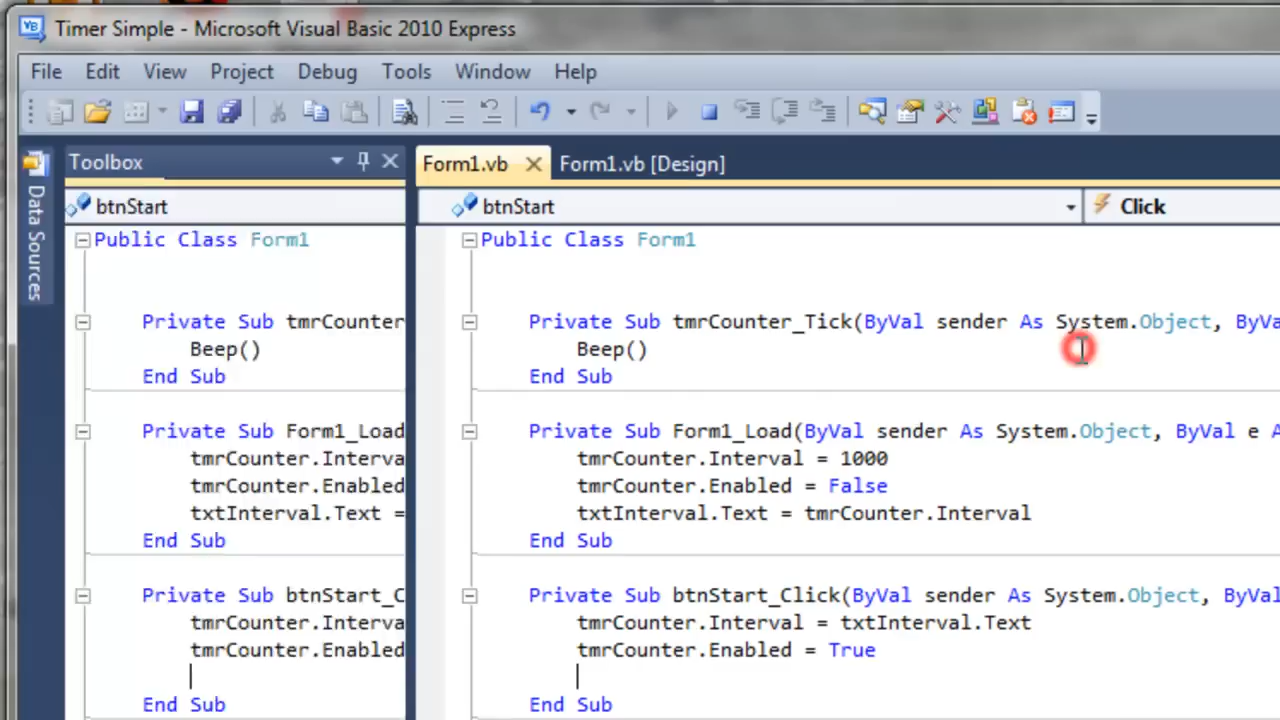 Timer Simple - Microsoft Visual Basic 2010 Express
File Edit View Project Debug Tools Window Help
Toolbox
Form1.vb Form1.vb [Design]
Data Sources
btnStart
Public Class Form1
Private Sub tmrCounter
Beep()
End Sub
Private Sub Form1_Load
tmrCounter.Interva
tmrCounter.Enabled
txtInterval.Text =
End Sub
Private Sub btnStart_C
tmrCounter.Interva
tmrCounter.Enabled
End Sub
btnStart Click
Public Class Form1
Private Sub tmrCounter_Tick(ByVal sender As System.Object, ByVa
Beep()
End Sub
Private Sub Form1_Load(ByVal sender As System.Object, ByVal e A
tmrCounter.Interval = 1000
tmrCounter.Enabled = False
txtInterval.Text = tmrCounter.Interval
End Sub
Private Sub btnStart_Click(ByVal sender As System.Object, ByVal
tmrCounter.Interval = txtInterval.Text
tmrCounter.Enabled = True
End Sub